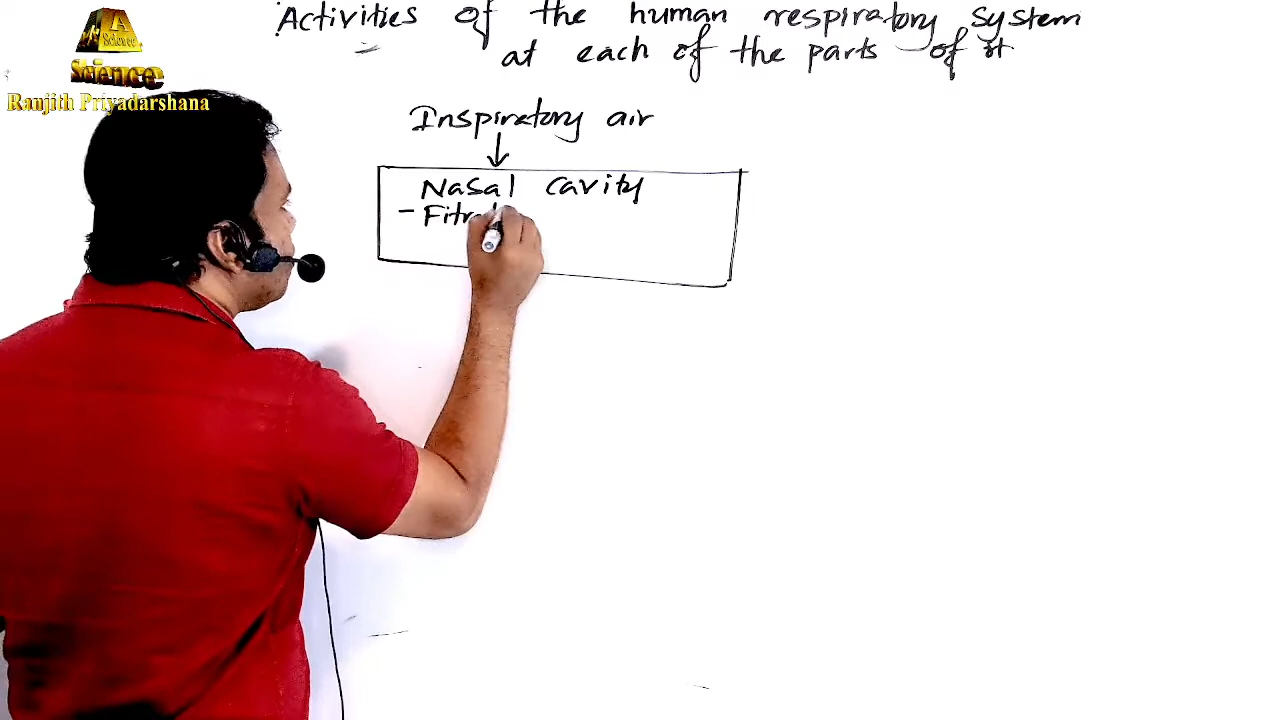 A
Science
Science
Ranjith Priyadarshana
Activities of the human respiratory system
at each of the parts of it
Inspiratory air
Nasal cavity